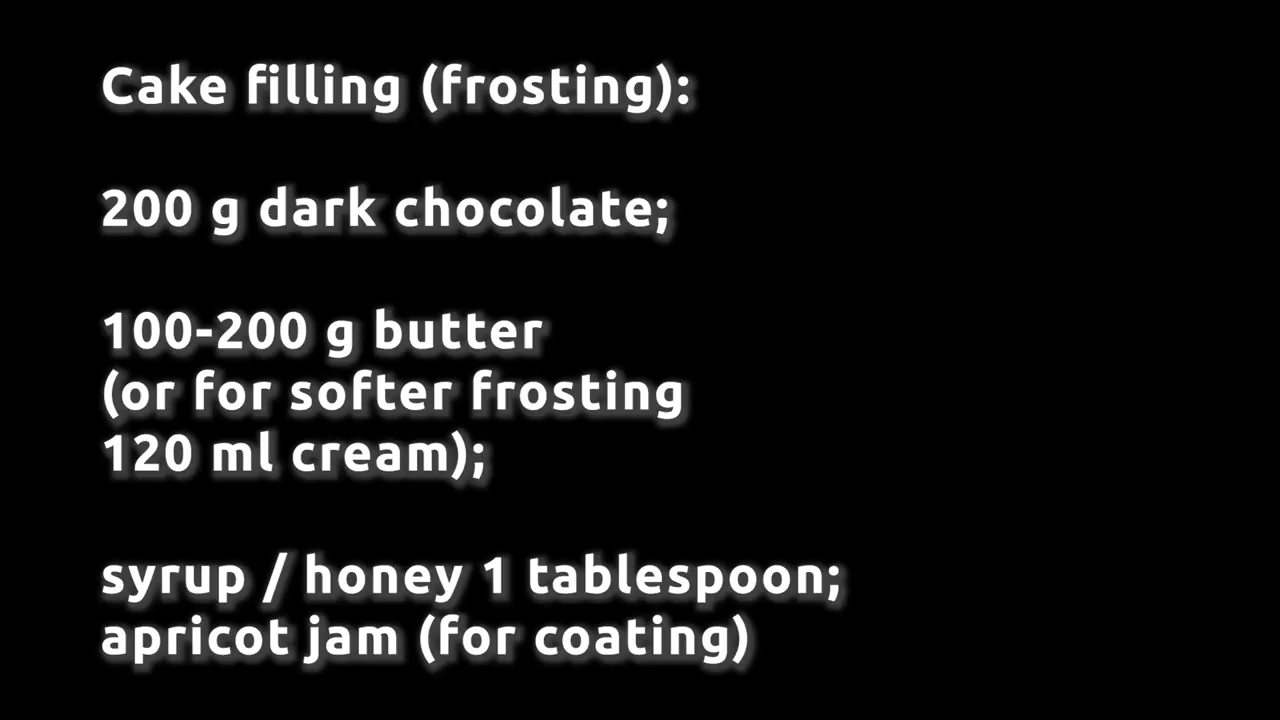 Cake filling (frosting):
200 g dark chocolate;
100-200 g butter
(or for softer frosting
120 ml cream);
syrup / honey 1 tablespoon;
apricot jam (for coating)